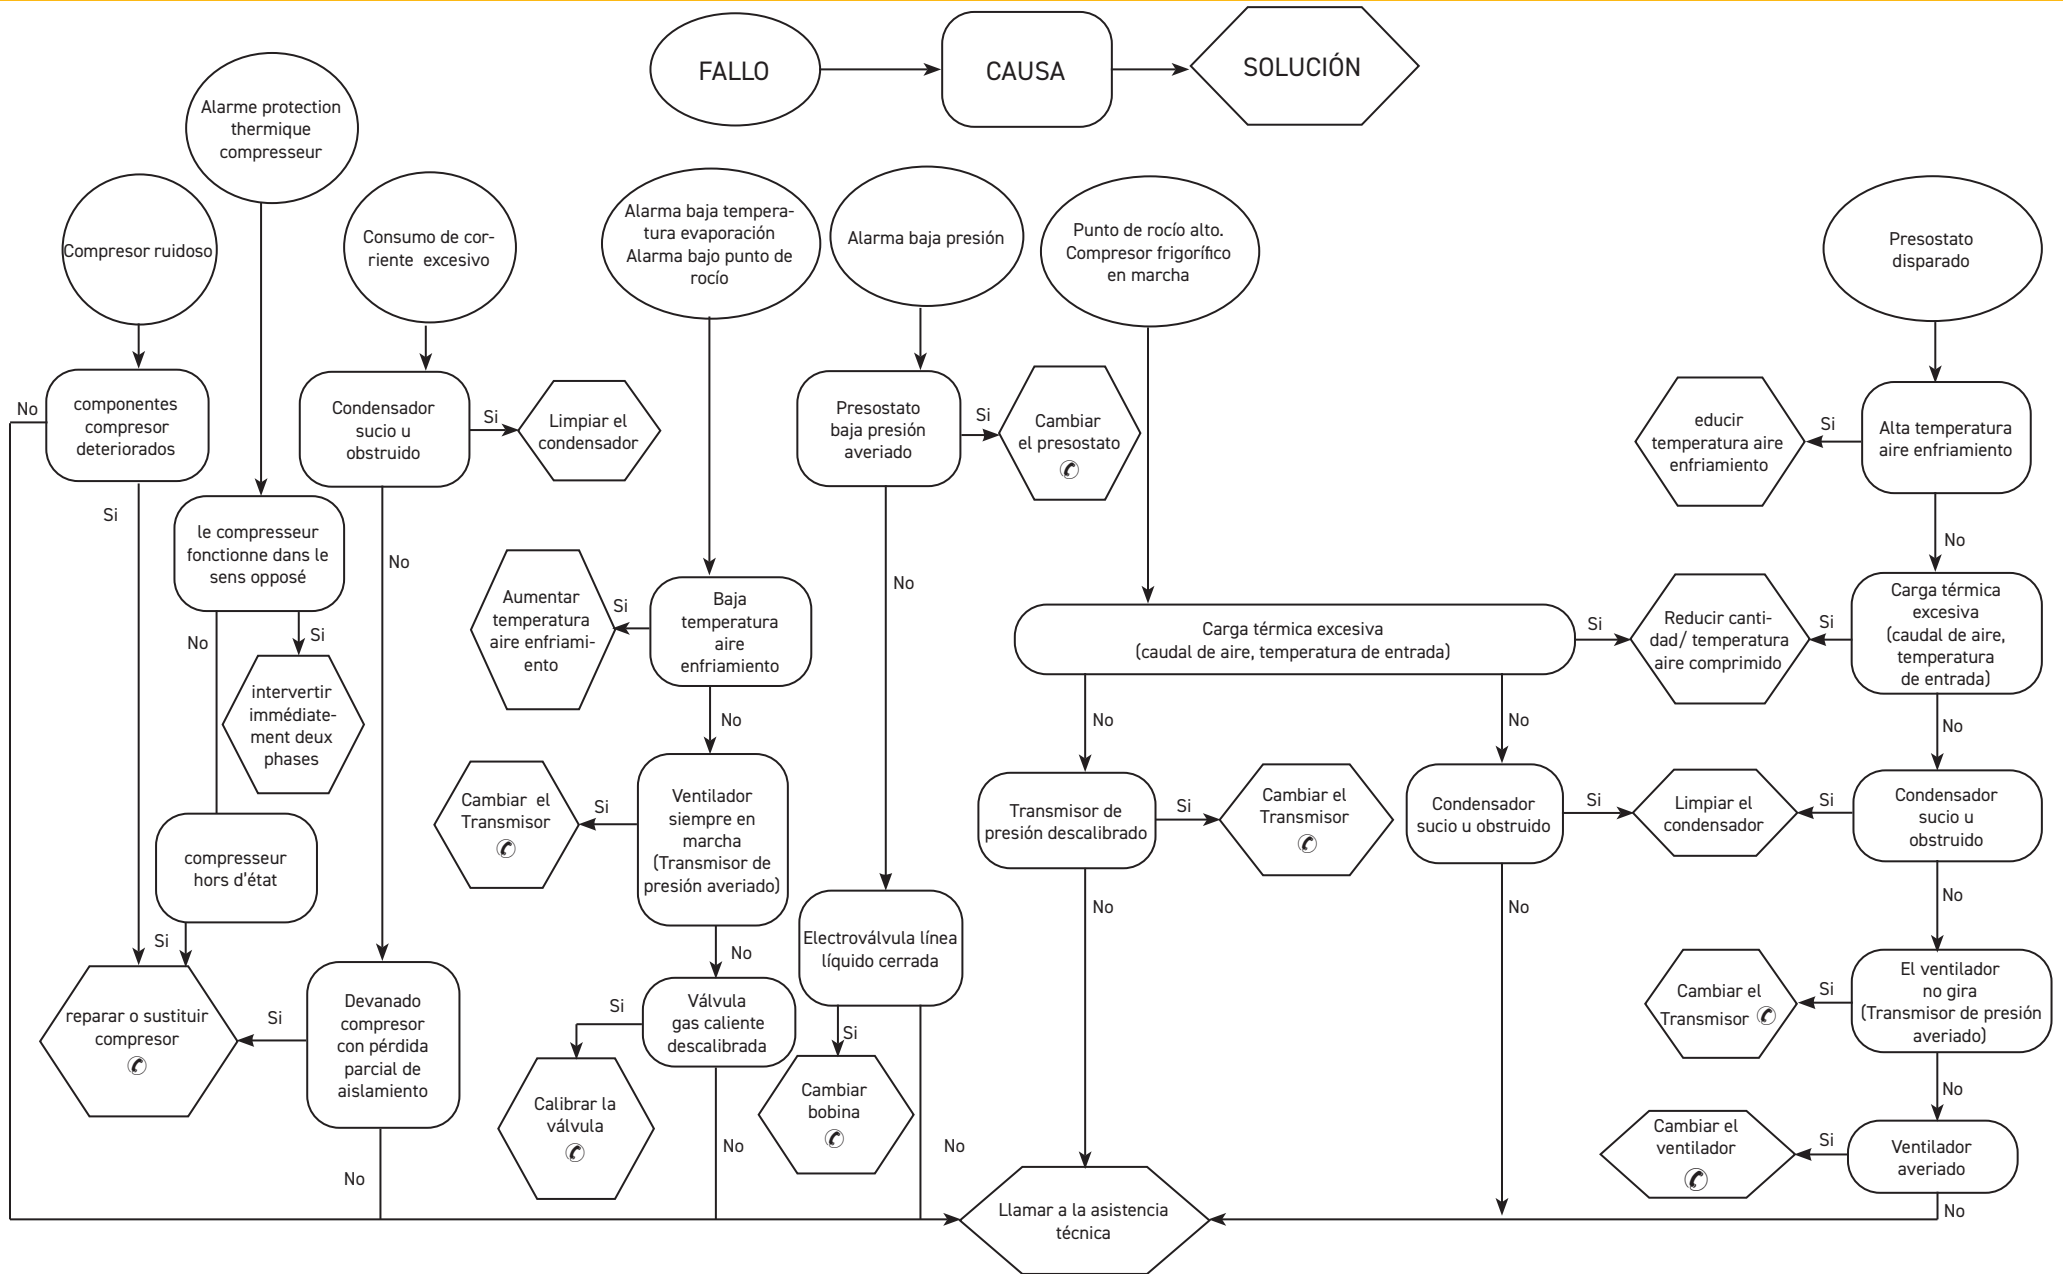 FALLO
CAUSA
SOLUCIÓN
Alarme protection
thermique
compresseur
Compresor ruidoso
Consumo de cor-
riente excesivo
Alarma baja tempera-
tura evaporación
Alarma bajo punto de
rocío
Alarma baja presión
Punto de rocío alto.
Compresor frigorífico
en marcha
Presostato
disparado
No
componentes
compresor
deteriorados
Si
Condensador
sucio u
obstruido
Si
Limpiar el
condensador
No
Presostato
baja presión
averiado
Si
Cambiar
el presostato
No
educir
temperatura aire
enfriamiento
Si
Alta temperatura
aire enfriamiento
No
le compresseur
fonctionne dans le
sens opposé
No
Si
intervertir
immédiate-
ment deux
phases
Aumentar
temperatura
aire enfriami-
ento
Si
Baja
temperatura
aire
enfriamiento
No
Carga térmica excesiva
(caudal de aire, temperatura de entrada)
Si
Reducir canti-
dad/ temperatura
aire comprimido
Si
Carga térmica
excesiva
(caudal de aire,
temperatura
de entrada)
No
No
No
Cambiar el
Transmisor
Si
Ventilador
siempre en
marcha
(Transmisor de
presión averiado)
No
Transmisor de
presión descalibrado
Si
Cambiar el
Transmisor
No
Condensador
sucio u obstruido
Si
Limpiar el
condensador
Si
Condensador
sucio u
obstruido
No
No
compresseur
hors d'état
Si
reparar o sustituir
compresor
Si
Devanado
compresor
con pérdida
parcial de
aislamiento
No
Si
Válvula
gas caliente
descalibrada
Calibrar la
válvula
No
Electroválvula línea
líquido cerrada
Si
Cambiar
bobina
No
Cambiar el
Transmisor
Si
El ventilador
no gira
(Transmisor de presión
averiado)
No
Cambiar el
ventilador
Si
Ventilador
averiado
No
Llamar a la asistencia
técnica